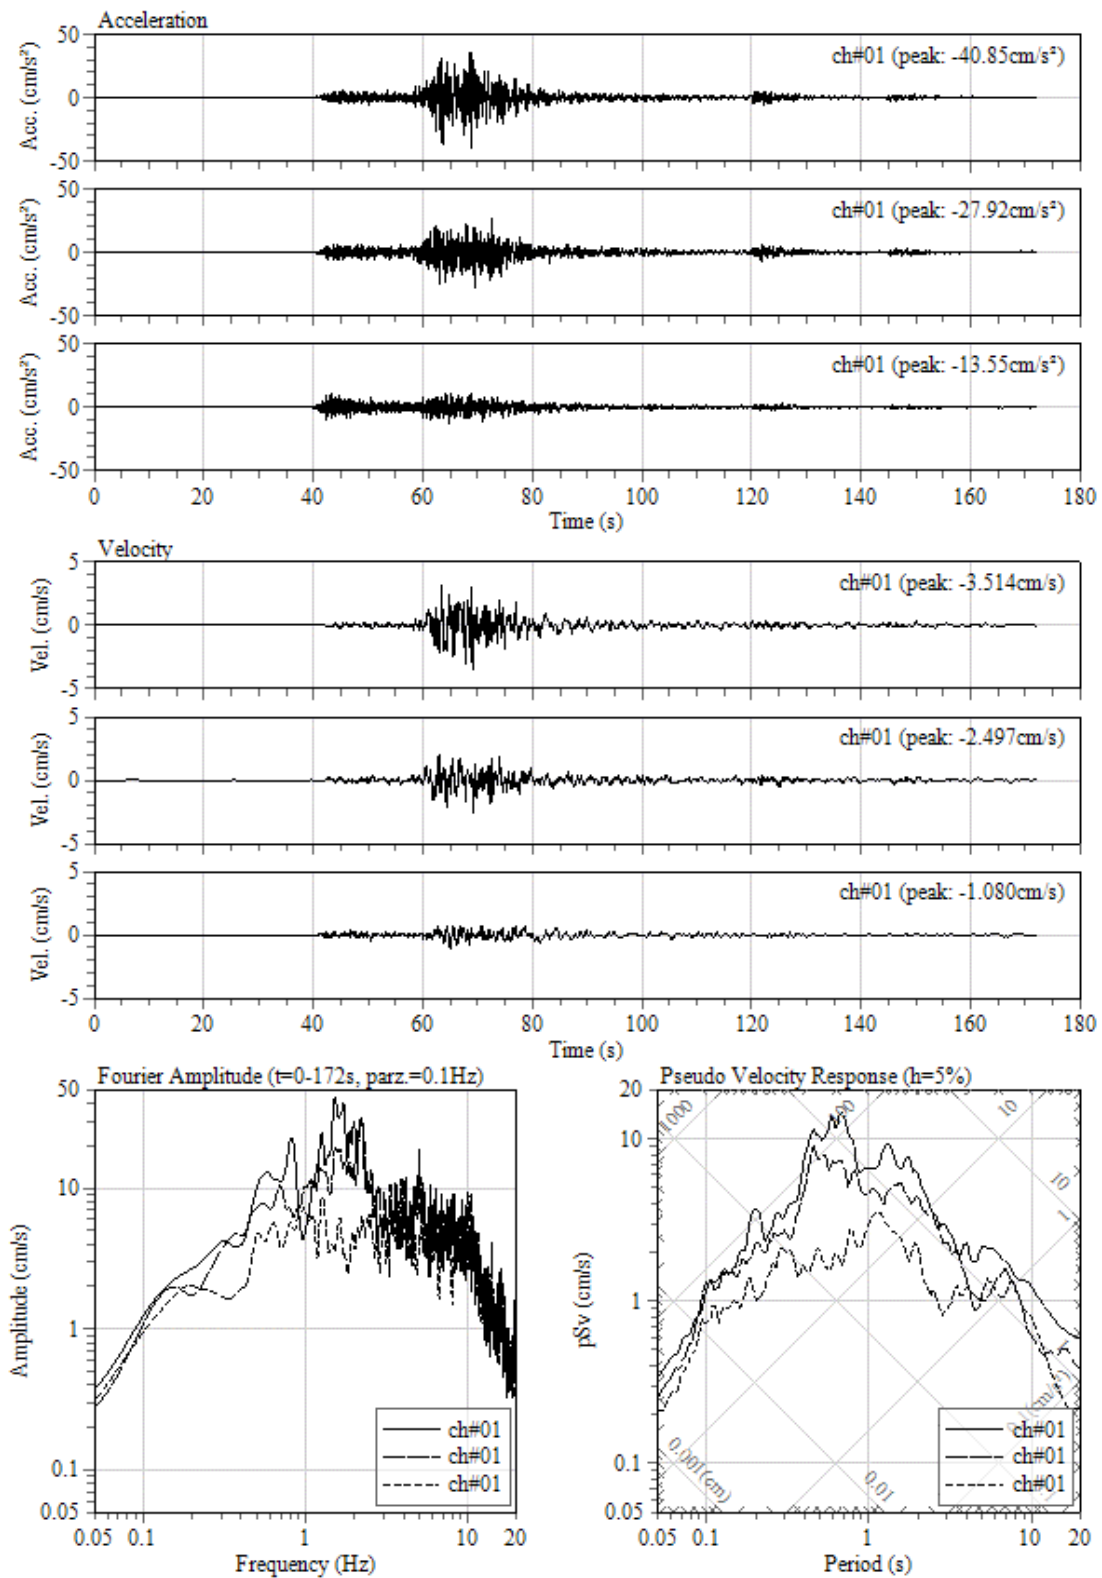 Acceleration
50
0
-50
Acc. (cm/s²)
ch#01 (peak: -40.85cm/s²)
50
0
-50
Acc. (cm/s²)
ch#01 (peak: -27.92cm/s²)
50
0
-50
Acc. (cm/s²)
ch#01 (peak: -13.55cm/s²)
0 20 40 60 80 100 120 140 160 180
Time (s)
Velocity
5
0
-5
Vel. (cm/s)
ch#01 (peak: -3.514cm/s)
5
0
-5
Vel. (cm/s)
ch#01 (peak: -2.497cm/s)
5
0
-5
Vel. (cm/s)
ch#01 (peak: -1.080cm/s)
0 20 40 60 80 100 120 140 160 180
Time (s)
Fourier Amplitude (t=0-172s, parz.=0.1Hz)
50
10
1
0.1
0.05
Amplitude (cm/s)
ch#01
ch#01
ch#01
0.05 0.1 1 10 20
Frequency (Hz)
Pseudo Velocity Response (h=5%)
20
10
1
0.1
0.05
pSv (cm/s)
1000
100
10
10
1
0.001(cm)
0.01
ch#01
ch#01
ch#01
0.05 0.1 1 10 20
Period (s)